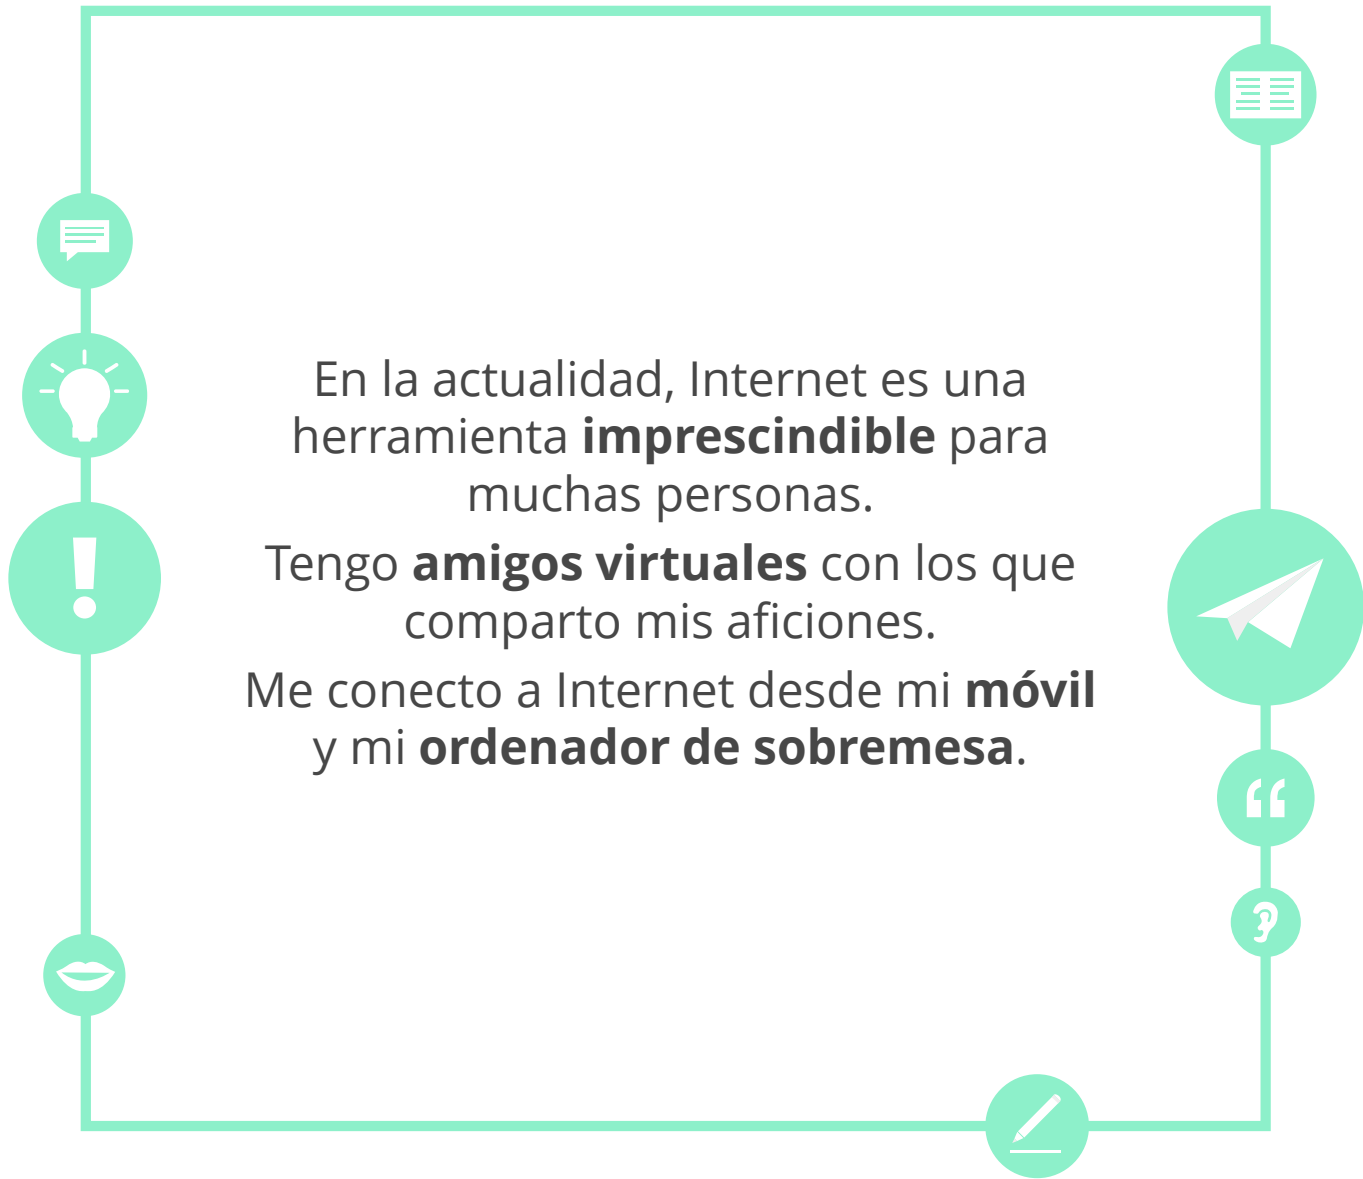 En la actualidad, Internet es una
herramienta imprescindible para
muchas personas.
Tengo amigos virtuales con los que
comparto mis aficiones.
Me conecto a Internet desde mi móvil
y mi ordenador de sobremesa.